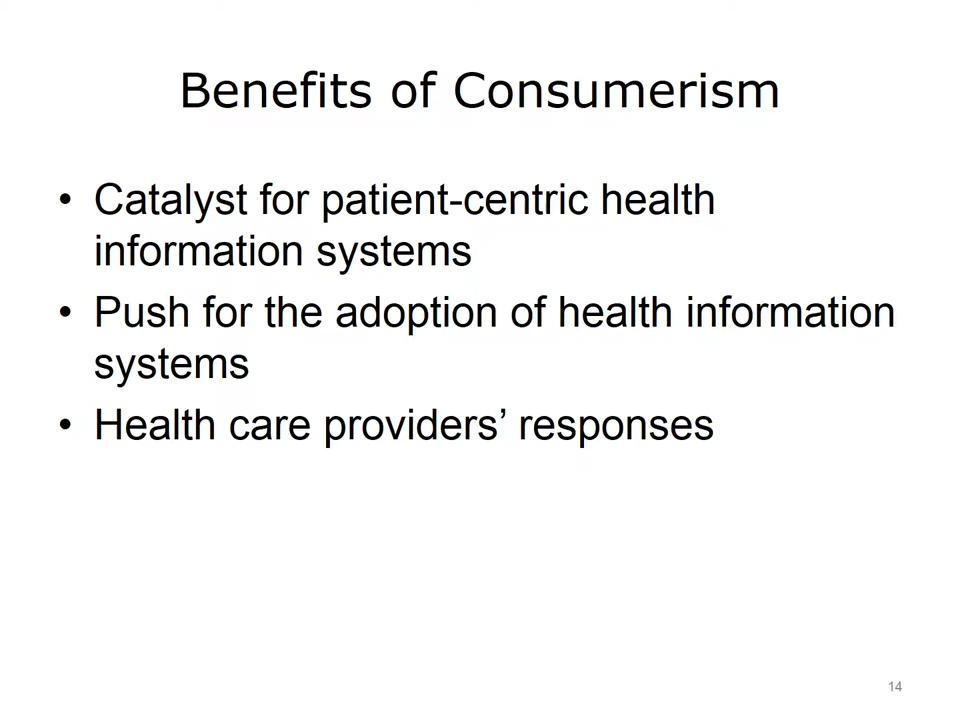 Benefits of Consumerism
• Catalyst for patient-centric health
information systems
• Push for the adoption of health information
systems
• Health care providers’ responses
14